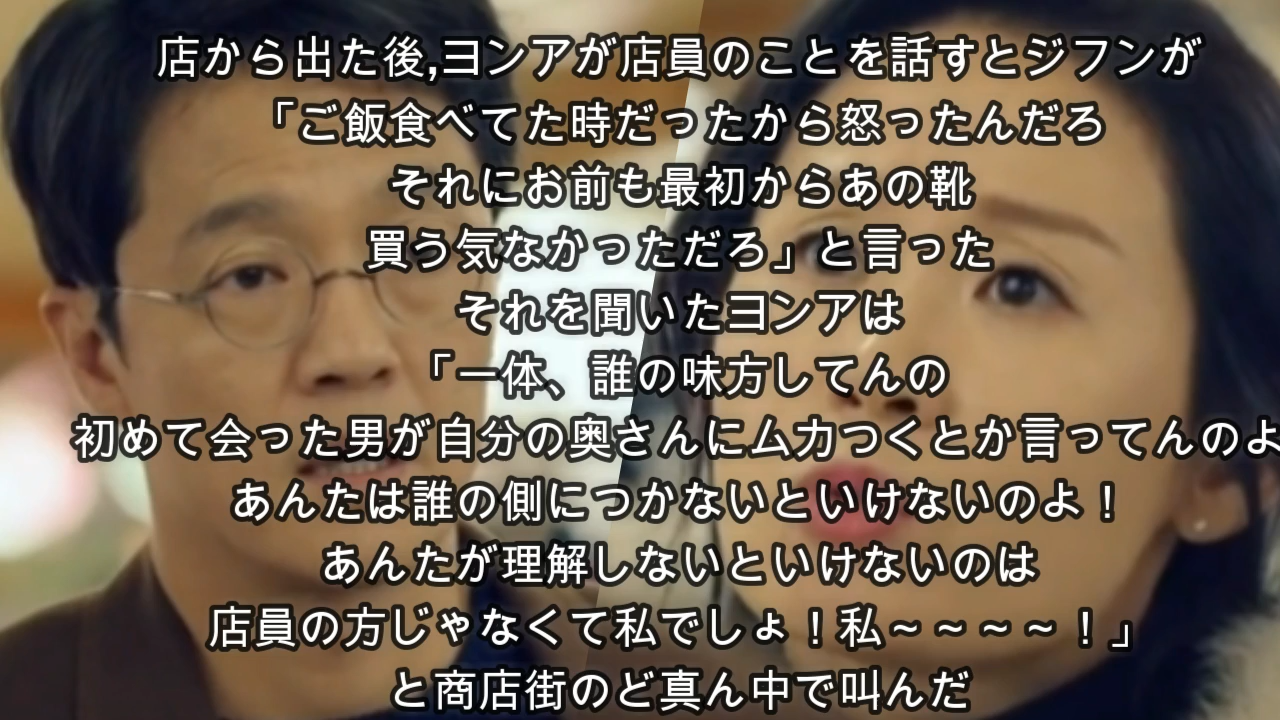 店から出た後,ヨンアが店員のことを話すとジフンが
「ご飯食べてた時だったから怒ったんだろ
それにお前も最初からあの靴
買う気なかっただろ」と言った
それを聞いたヨンアは
「一体、誰の味方してんの
初めて会った男が自分の奥さんにムカつくとか言ってんのよ
あんたは誰の側につかないといけないのよ！
あんたが理解しないといけないのは
店員の方じゃなくて私でしょ！私～～～～！」
と商店街のど真ん中で叫んだ